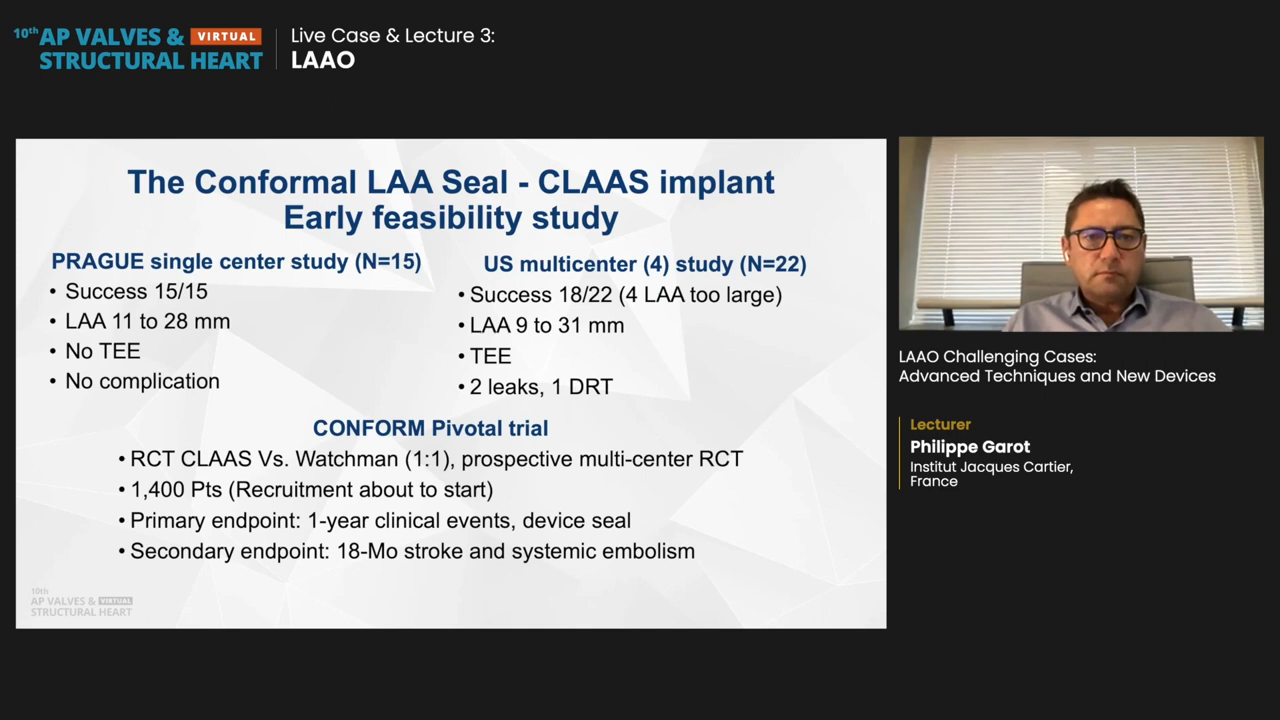 10th AP VALVES & VIRTUAL
STRUCTURAL HEART
Live Case & Lecture 3:
LAAO
The Conformal LAA Seal - CLAAS implant
Early feasibility study
PRAGUE single center study (N=15)
• Success 15/15
• LAA 11 to 28 mm
• No TEE
• No complication
US multicenter (4) study (N=22)
• Success 18/22 (4 LAA too large)
• LAA 9 to 31 mm
• TEE
• 2 leaks, 1 DRT
CONFORM Pivotal trial
• RCT CLAAS Vs. Watchman (1:1), prospective multi-center RCT
• 1,400 Pts (Recruitment about to start)
• Primary endpoint: 1-year clinical events, device seal
• Secondary endpoint: 18-Mo stroke and systemic embolism
10th
AP VALVES & VIRTUAL
STRUCTURAL HEART
LAAO Challenging Cases:
Advanced Techniques and New Devices
Lecturer
Philippe Garot
Institut Jacques Cartier,
France